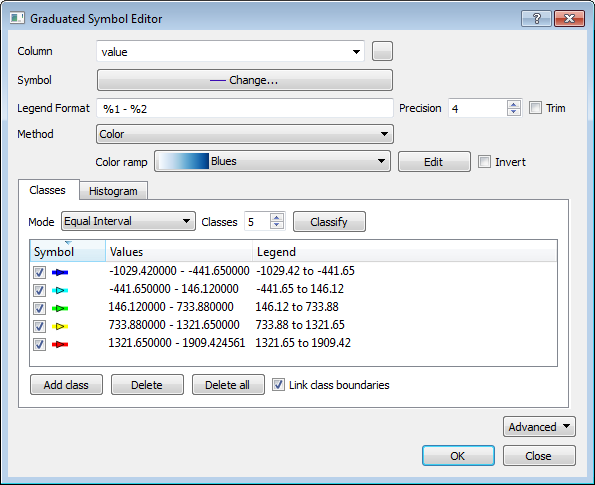 Graduated Symbol Editor
Column value
Symbol Change...
Legend Format %1 - %2 Precision 4 Trim
Method Color
Color ramp Blues Edit Invert
Classes Histogram
Mode Equal Interval Classes 5 Classify
Symbol Values Legend
-1029.420000 - -441.650000 -1029.42 to -441.65
-441.650000 - 146.120000 -441.65 to 146.12
146.120000 - 733.880000 146.12 to 733.88
733.880000 - 1321.650000 733.88 to 1321.65
1321.650000 - 1909.424561 1321.65 to 1909.42
Add class Delete Delete all Link class boundaries
Advanced
OK Close